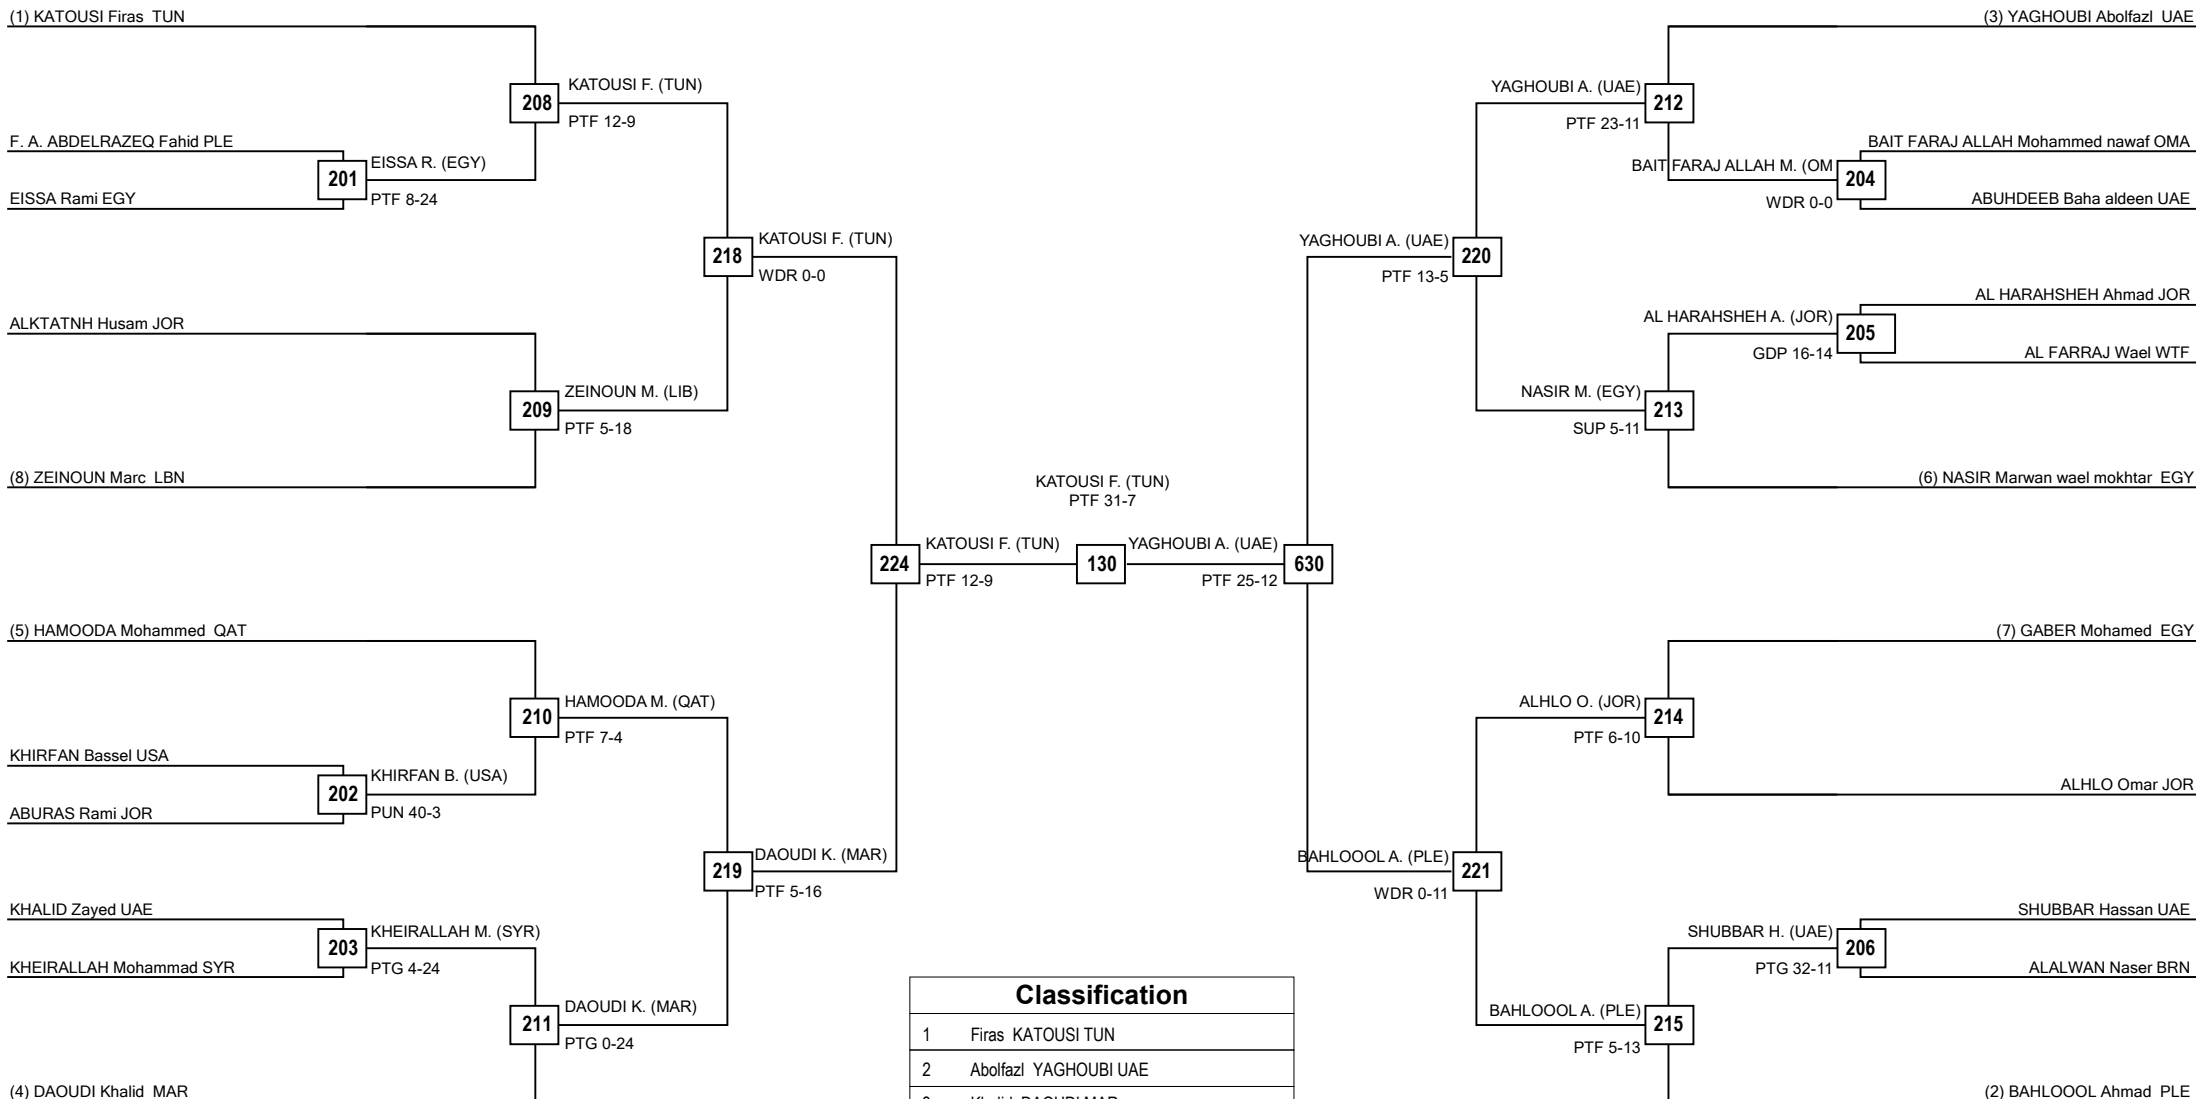 (1) KATOUSI Firas TUN
F. A. ABDELRAZEQ Fahid PLE
EISSA Rami EGY
ALKTATNH Husam JOR
(8) ZEINOUN Marc LBN
(5) HAMOODA Mohammed QAT
KHIRFAN Bassel USA
ABURAS Rami JOR
KHALID Zayed UAE
KHEIRALLAH Mohammad SYR
(4) DAOUDI Khalid MAR
201
EISSA R. (EGY)
PTF 8-24
202
KHIRFAN B. (USA)
PUN 40-3
203
KHEIRALLAH M. (SYR)
PTG 4-24
208
KATOUSI F. (TUN)
PTF 12-9
209
ZEINOUN M. (LIB)
PTF 5-18
210
HAMOODA M. (QAT)
PTF 7-4
211
DAOUDI K. (MAR)
PTG 0-24
218
KATOUSI F. (TUN)
WDR 0-0
219
DAOUDI K. (MAR)
PTF 5-16
224
KATOUSI F. (TUN)
PTF 12-9
KATOUSI F. (TUN)
PTF 31-7
130
YAGHOUBI A. (UAE)
PTF 25-12
630
YAGHOUBI A. (UAE)
PTF 13-5
220
BAHLOOOL A. (PLE)
WDR 0-11
221
YAGHOUBI A. (UAE)
PTF 23-11
212
NASIR M. (EGY)
SUP 5-11
213
ALHLO O. (JOR)
PTF 6-10
214
BAHLOOOL A. (PLE)
PTF 5-13
215
BAIT FARAJ ALLAH M. (OM
WDR 0-0
204
AL HARAHSHEH A. (JOR)
GDP 16-14
205
SHUBBAR H. (UAE)
PTG 32-11
206
(3) YAGHOUBI Abolfazl UAE
BAIT FARAJ ALLAH Mohammed nawaf OMA
ABUHDEEB Baha aldeen UAE
AL HARAHSHEH Ahmad JOR
AL FARRAJ Wael WTF
(6) NASIR Marwan wael mokhtar EGY
(7) GABER Mohamed EGY
ALHLO Omar JOR
SHUBBAR Hassan UAE
ALALWAN Naser BRN
(2) BAHLOOOL Ahmad PLE
Classification
1 Firas KATOUSI TUN
2 Abolfazl YAGHOUBI UAE
3 Khalid DAOUDI MAR